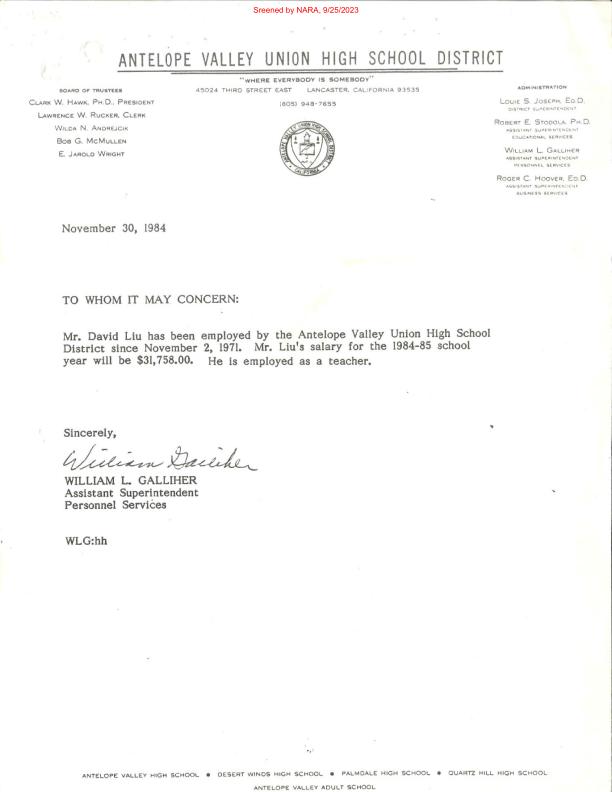 Sreened by NARA, 9/25/2023
ANTELOPE VALLEY UNION HIGH SCHOOL DISTRICT
"WHERE EVERYBODY IS SOMEBODY"
45024 THIRD STREET EAST LANCASTER, CALIFORNIA 93535
(805) 948-7655
BOARD OF TRUSTEES
CLARK W. HAWK, PH.D., PRESIDENT
LAWRENCE W. RUCKER, CLERK
WILDA N. ANDREJCIK
BOB G. MCMULLEN
E. JAROLD WRIGHT
ADMINISTRATION
LOUIE S. JOSEPH, ED.D.
DISTRICT SUPERINTENDENT
ROBERT E. STODOLA, PH.D.
ASSISTANT SUPERINTENDENT
EDUCATIONAL SERVICES
WILLIAM L. GALLIHER
ASSISTANT SUPERINTENDENT
PERSONNEL SERVICES
ROGER C. HOOVER, ED.D.
ASSISTANT SUPERINTENDENT
BUSINESS SERVICES
ANTELOPE VALLEY UNION HIGH SCHOOL DISTRICT
CALIFORNIA
November 30, 1984
TO WHOM IT MAY CONCERN:
Mr. David Liu has been employed by the Antelope Valley Union High School
District since November 2, 1971. Mr. Liu's salary for the 1984-85 school
year will be $31,758.00. He is employed as a teacher.
Sincerely,
William Galliher
WILLIAM L. GALLIHER
Assistant Superintendent
Personnel Services
WLG:hh
ANTELOPE VALLEY HIGH SCHOOL ● DESERT WINDS HIGH SCHOOL ● PALMDALE HIGH SCHOOL ● QUARTZ HILL HIGH SCHOOL
ANTELOPE VALLEY ADULT SCHOOL